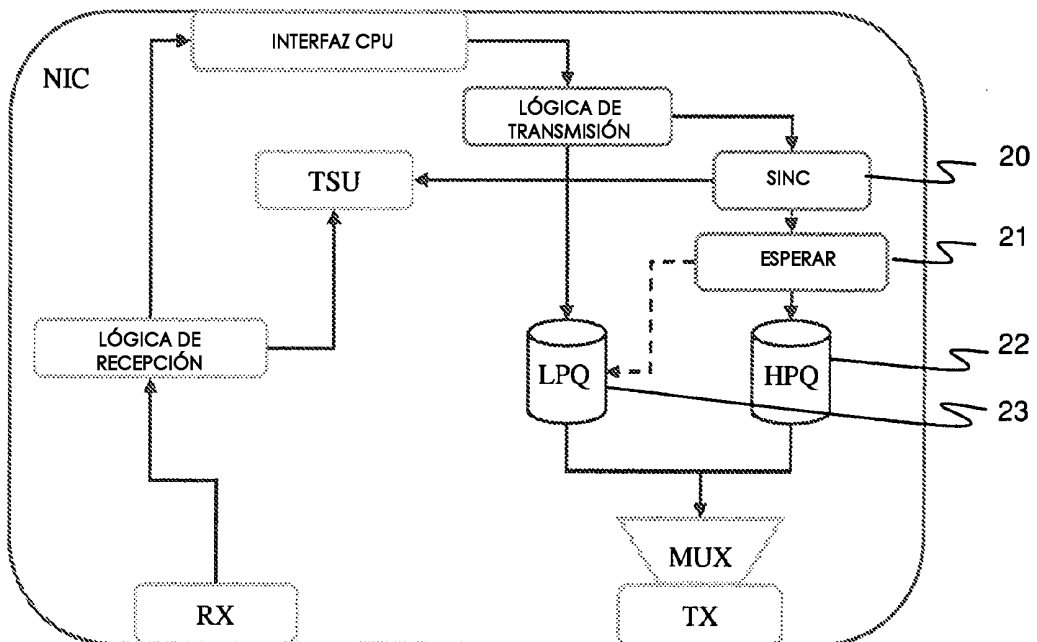 INTERFAZ CPU
NIC
LÓGICA DE
TRANSMISIÓN
TSU
SINC
20
ESPERAR
21
LÓGICA DE
RECEPCIÓN
LPQ
HPQ
22
23
MUX
RX
TX